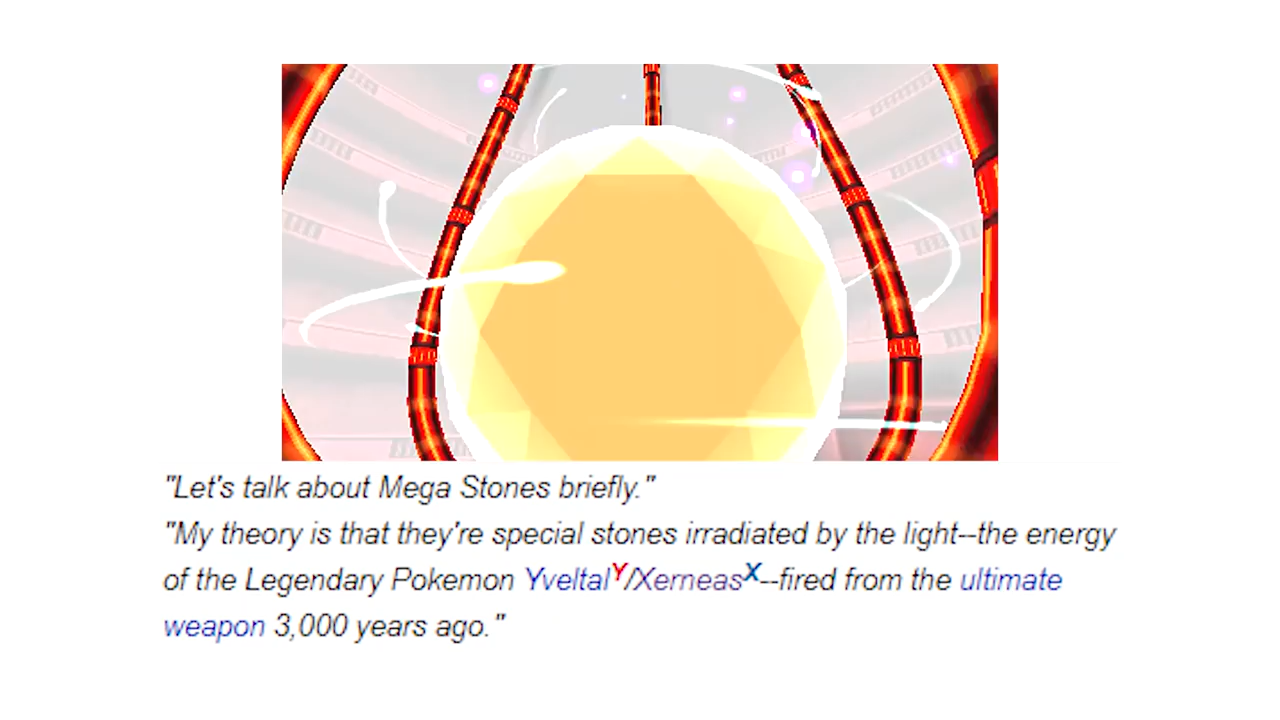 "Let's talk about Mega Stones briefly."
"My theory is that they're special stones irradiated by the light--the energy
of the Legendary Pokemon Yveltalʸ/Xerneasˣ--fired from the ultimate
weapon 3,000 years ago."